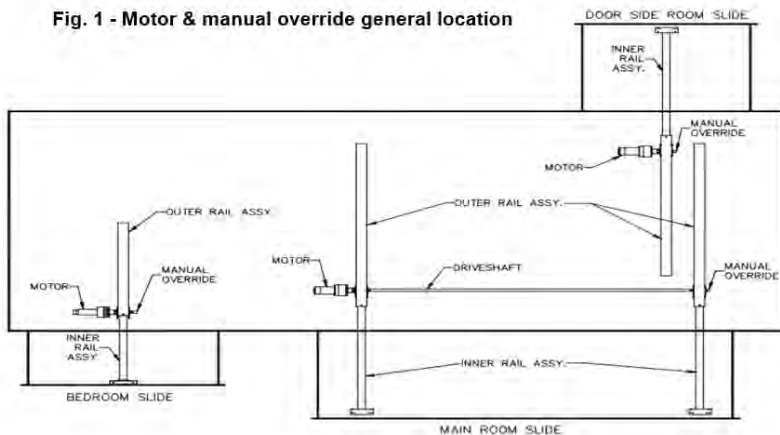 Fig. 1 - Motor & manual override general location
DOOR SIDE ROOM SLIDE
INNER
RAIL
ASSY.
MANUAL
OVERRIDE
MOTOR
OUTER RAIL ASSY.
OUTER RAIL ASSY.
MOTOR
DRIVESHAFT
MANUAL
OVERRIDE
MOTOR
MANUAL
OVERRIDE
INNER
RAIL
ASSY.
INNER RAIL ASSY.
BEDROOM SLIDE
MAIN ROOM SLIDE